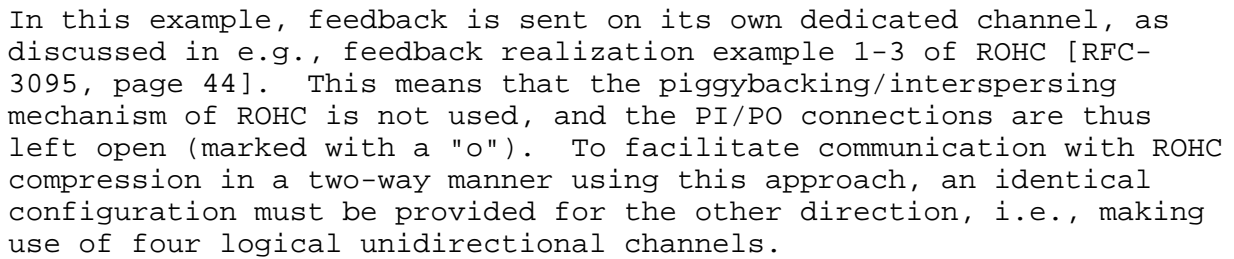 In this example, feedback is sent on its own dedicated channel, as
discussed in e.g., feedback realization example 1-3 of ROHC [RFC-
3095, page 44].  This means that the piggybacking/interspersing
mechanism of ROHC is not used, and the PI/PO connections are thus
left open (marked with a "o").  To facilitate communication with ROHC
compression in a two-way manner using this approach, an identical
configuration must be provided for the other direction, i.e., making
use of four logical unidirectional channels.